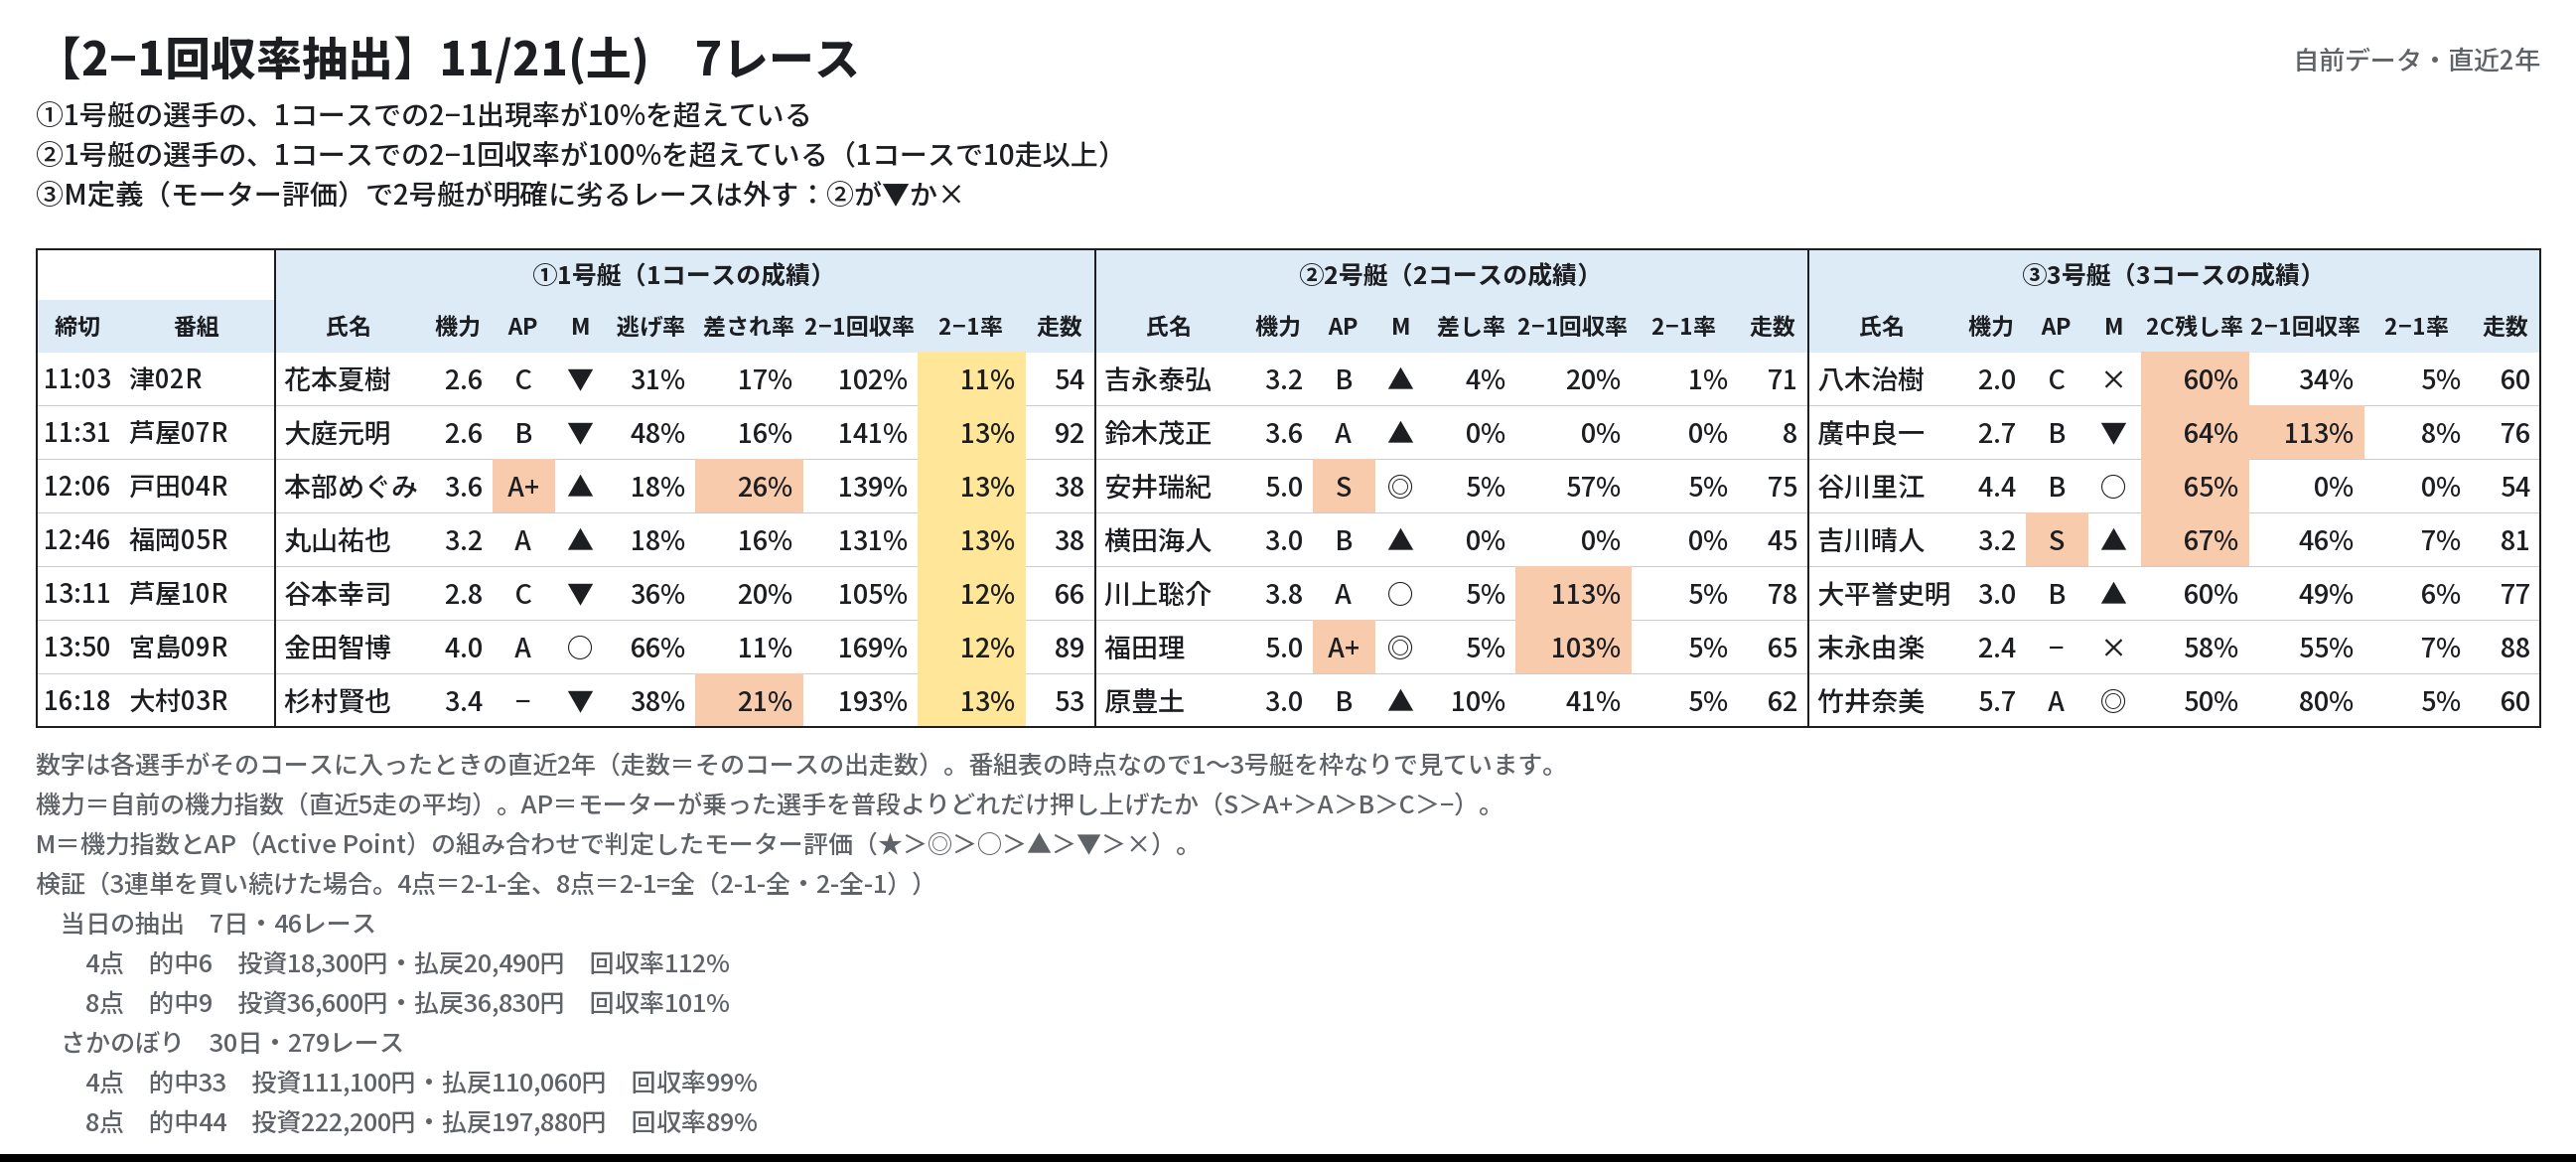 【2−1回収率抽出】11/21(土)　7レース
自前データ・直近2年
①1号艇の選手の、1コースでの2−1出現率が10%を超えている
②1号艇の選手の、1コースでの2−1回収率が100%を超えている（1コースで10走以上）
③M定義（モーター評価）で2号艇が明確に劣るレースは外す：②が▼か×
①1号艇（1コースの成績） ②2号艇（2コースの成績） ③3号艇（3コースの成績）
締切 番組 氏名 機力 AP M 逃げ率 差され率 2−1回収率 2−1率 走数 氏名 機力 AP M 差し率 2−1回収率 2−1率 走数 氏名 機力 AP M 2C残し率 2−1回収率 2−1率 走数
11:03 津02R 花本夏樹 2.6 C ▼ 31% 17% 102% 11% 54 吉永泰弘 3.2 B ▲ 4% 20% 1% 71 八木治樹 2.0 C × 60% 34% 5% 60
11:31 芦屋07R 大庭元明 2.6 B ▼ 48% 16% 141% 13% 92 鈴木茂正 3.6 A ▲ 0% 0% 0% 8 廣中良一 2.7 B ▼ 64% 113% 8% 76
12:06 戸田04R 本部めぐみ 3.6 A+ ▲ 18% 26% 139% 13% 38 安井瑞紀 5.0 S ◎ 5% 57% 5% 75 谷川里江 4.4 B ○ 65% 0% 0% 54
12:46 福岡05R 丸山祐也 3.2 A ▲ 18% 16% 131% 13% 38 横田海人 3.0 B ▲ 0% 0% 0% 45 吉川晴人 3.2 S ▲ 67% 46% 7% 81
13:11 芦屋10R 谷本幸司 2.8 C ▼ 36% 20% 105% 12% 66 川上聡介 3.8 A ○ 5% 113% 5% 78 大平誉史明 3.0 B ▲ 60% 49% 6% 77
13:50 宮島09R 金田智博 4.0 A ○ 66% 11% 169% 12% 89 福田理 5.0 A+ ◎ 5% 103% 5% 65 末永由楽 2.4 − × 58% 55% 7% 88
16:18 大村03R 杉村賢也 3.4 − ▼ 38% 21% 193% 13% 53 原豊土 3.0 B ▲ 10% 41% 5% 62 竹井奈美 5.7 A ◎ 50% 80% 5% 60
数字は各選手がそのコースに入ったときの直近2年（走数＝そのコースの出走数）。番組表の時点なので1〜3号艇を枠なりで見ています。
機力＝自前の機力指数（直近5走の平均）。AP＝モーターが乗った選手を普段よりどれだけ押し上げたか（S＞A+＞A＞B＞C＞−）。
M＝機力指数とAP（Active Point）の組み合わせで判定したモーター評価（★＞◎＞○＞▲＞▼＞×）。
検証（3連単を買い続けた場合。4点＝2-1-全、8点＝2-1=全（2-1-全・2-全-1））
当日の抽出　7日・46レース
4点　的中6　投資18,300円・払戻20,490円　回収率112%
8点　的中9　投資36,600円・払戻36,830円　回収率101%
さかのぼり　30日・279レース
4点　的中33　投資111,100円・払戻110,060円　回収率99%
8点　的中44　投資222,200円・払戻197,880円　回収率89%